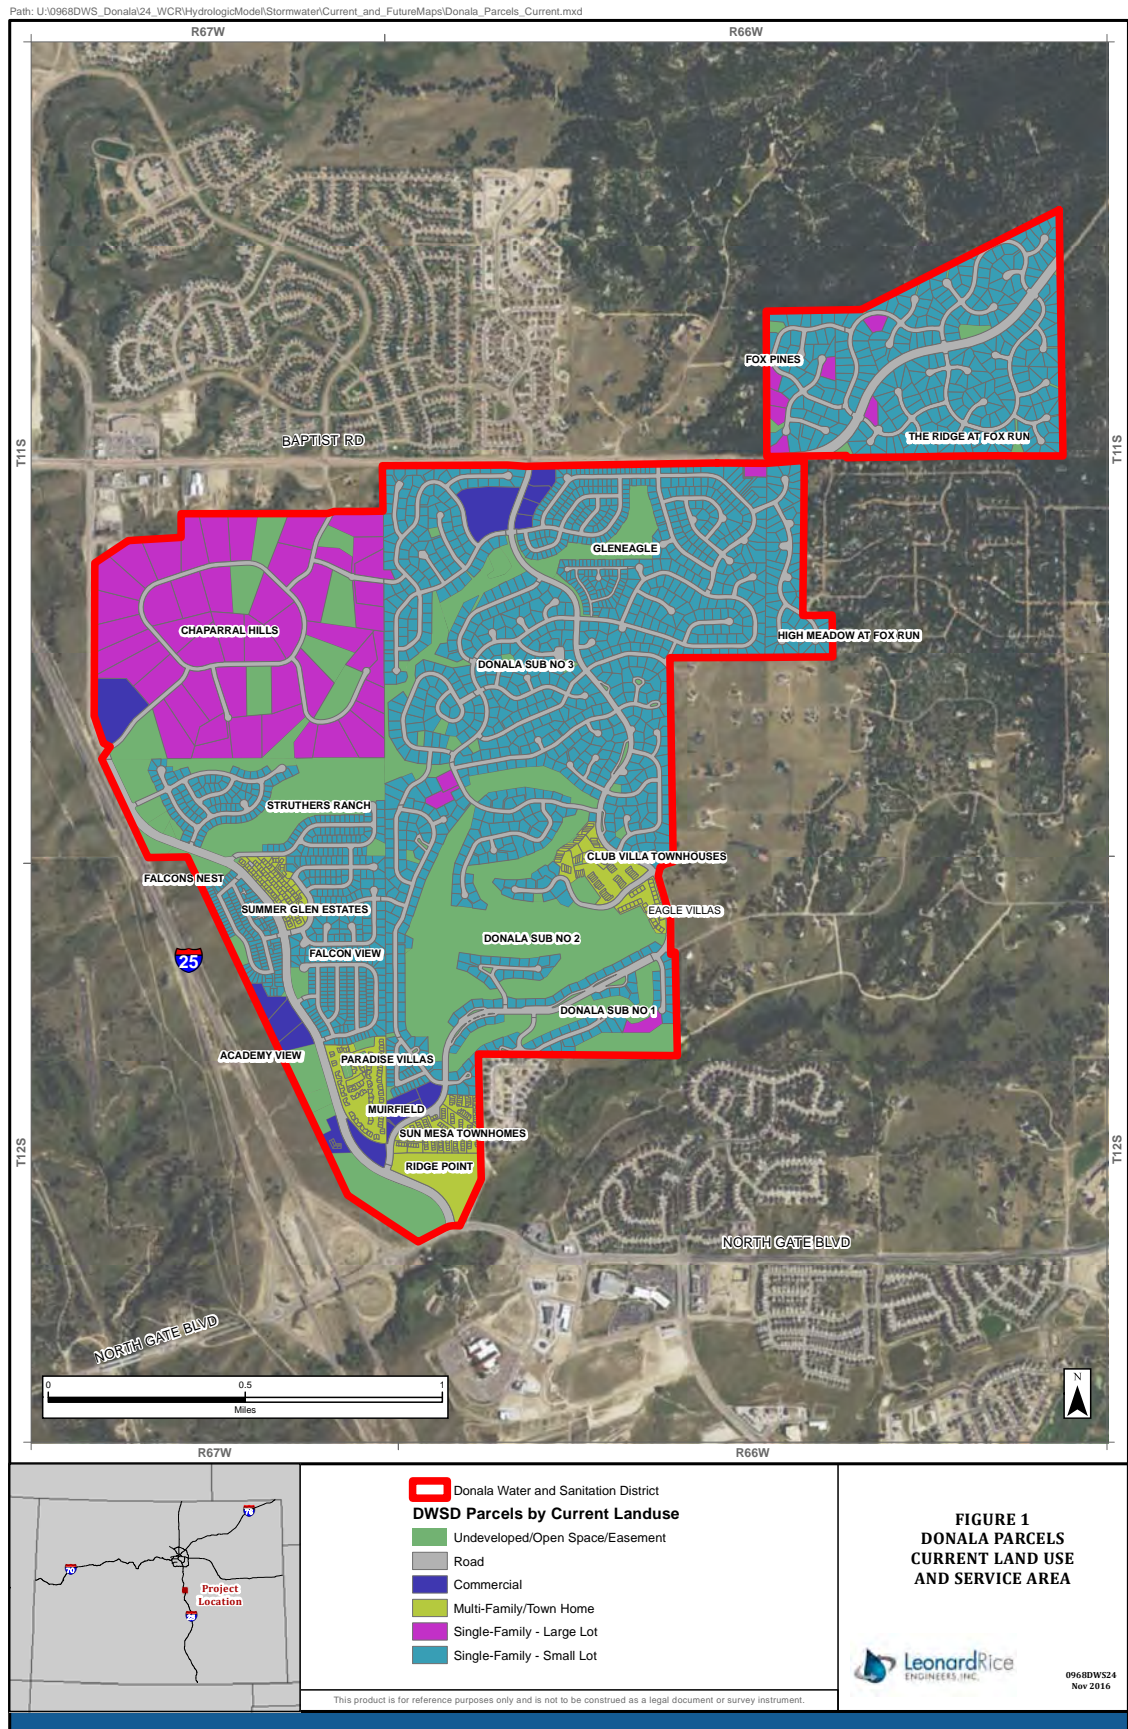 Path: U:\0968DWS_Donala\24_WCR\HydrologicModel\Stormwater\Current_and_FutureMaps\Donala_Parcels_Current.mxd
R67W
R66W
T11S
T11S
BAPTIST RD
FOX PINES
THE RIDGE AT FOX RUN
GLENEAGLE
CHAPARRAL HILLS
HIGH MEADOW AT FOX RUN
DONALA SUB NO 3
STRUTHERS RANCH
CLUB VILLA TOWNHOUSES
FALCONS NEST
SUMMER GLEN ESTATES
EAGLE VILLAS
DONALA SUB NO 2
FALCON VIEW
25
DONALA SUB NO 1
ACADEMY VIEW
PARADISE VILLAS
MUIRFIELD
SUN MESA TOWNHOMES
RIDGE POINT
T12S
T12S
NORTH GATE BLVD
NORTH GATE BLVD
0 0.5 1
Miles
N
R67W
R66W
76
70
Project
Location
25
Donala Water and Sanitation District
DWSD Parcels by Current Landuse
Undeveloped/Open Space/Easement
Road
Commercial
Multi-Family/Town Home
Single-Family - Large Lot
Single-Family - Small Lot
This product is for reference purposes only and is not to be construed as a legal document or survey instrument.
FIGURE 1
DONALA PARCELS
CURRENT LAND USE
AND SERVICE AREA
LeonardRice
ENGINEERS, INC.
0968DWS24
Nov 2016